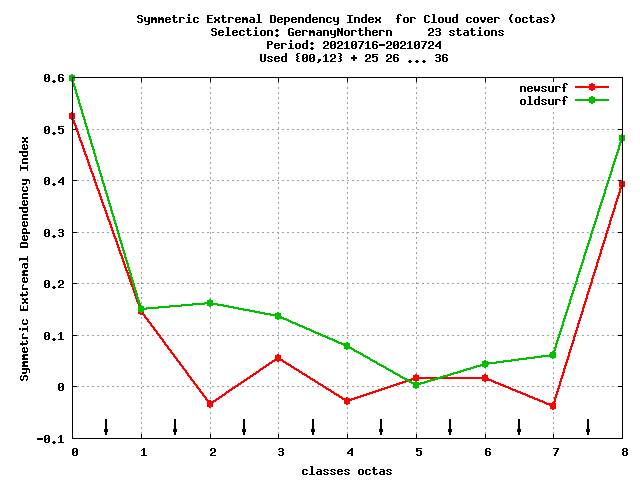 Symmetric Extremal Dependency Index  for Cloud cover (octas)
Selection: GermanyNorthern     23 stations
Period: 20210716-20210724
Used {00,12} + 25 26 ... 36
newsurf
oldsurf
Symmetric Extremal Dependency Index
0.6
0.5
0.4
0.3
0.2
0.1
0
-0.1
0 1 2 3 4 5 6 7 8
classes octas